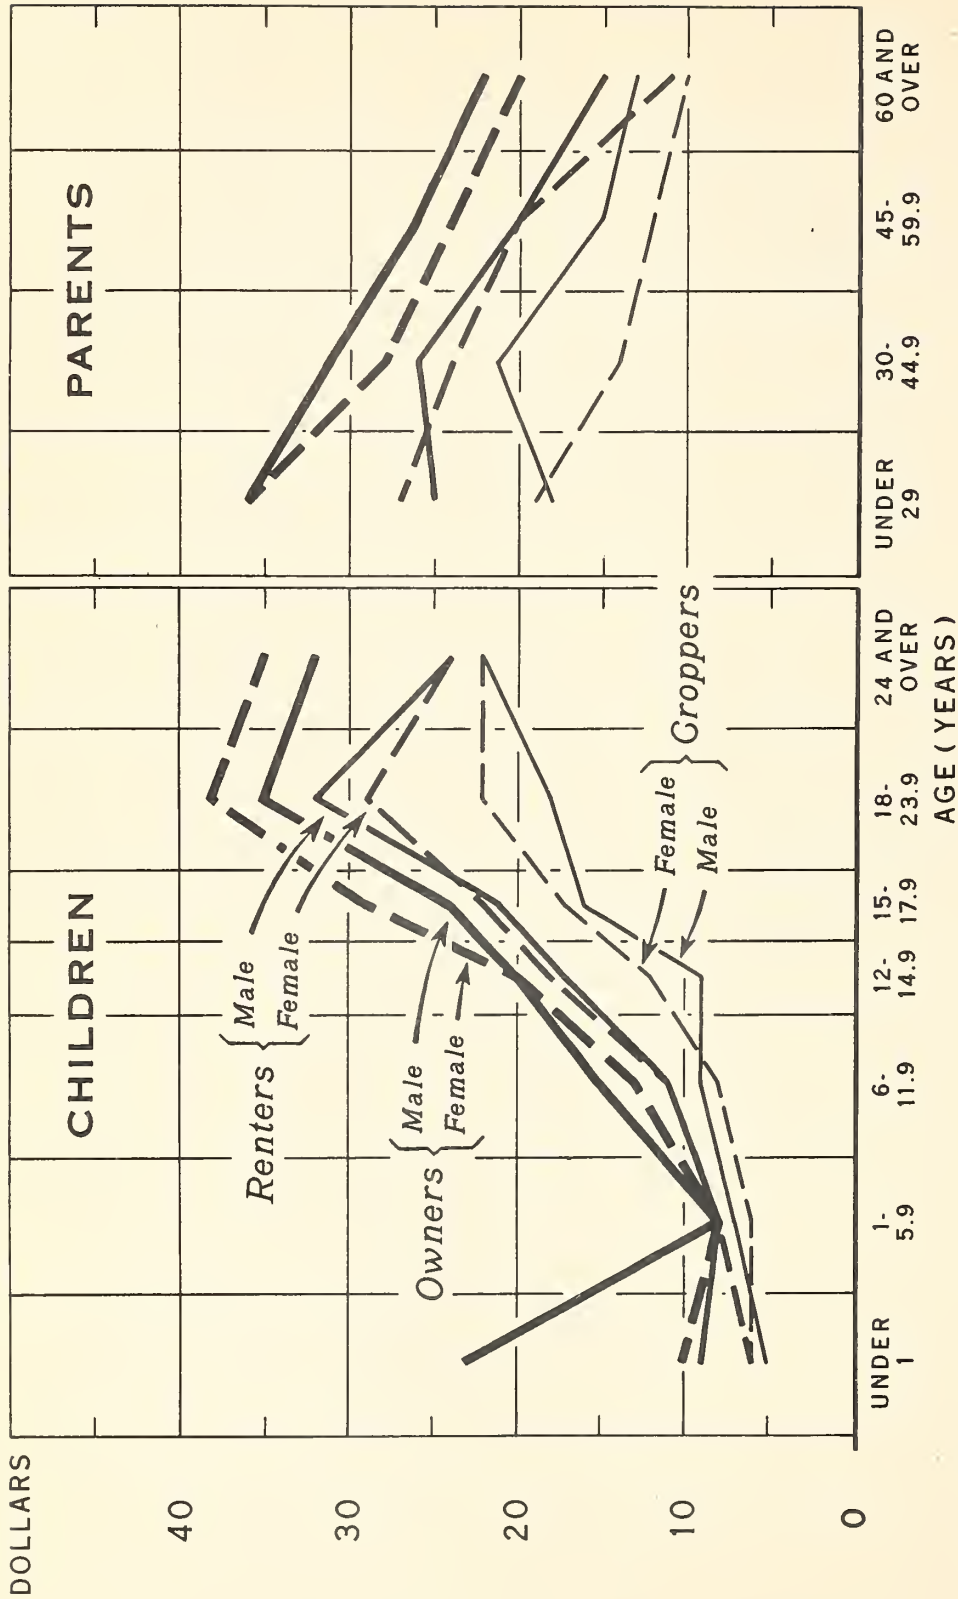 DOLLARS
CHILDREN
PARENTS
40
30
20
10
0
Renters
Male
Female
Owners
Male
Female
Female
Male
Groppers
UNDER
1
1-
5.9
6-
11.9
12-
14.9
15-
17.9
18-
23.9
24 AND
OVER
UNDER
29
30-
44.9
45-
59.9
60 AND
OVER
AGE (YEARS)